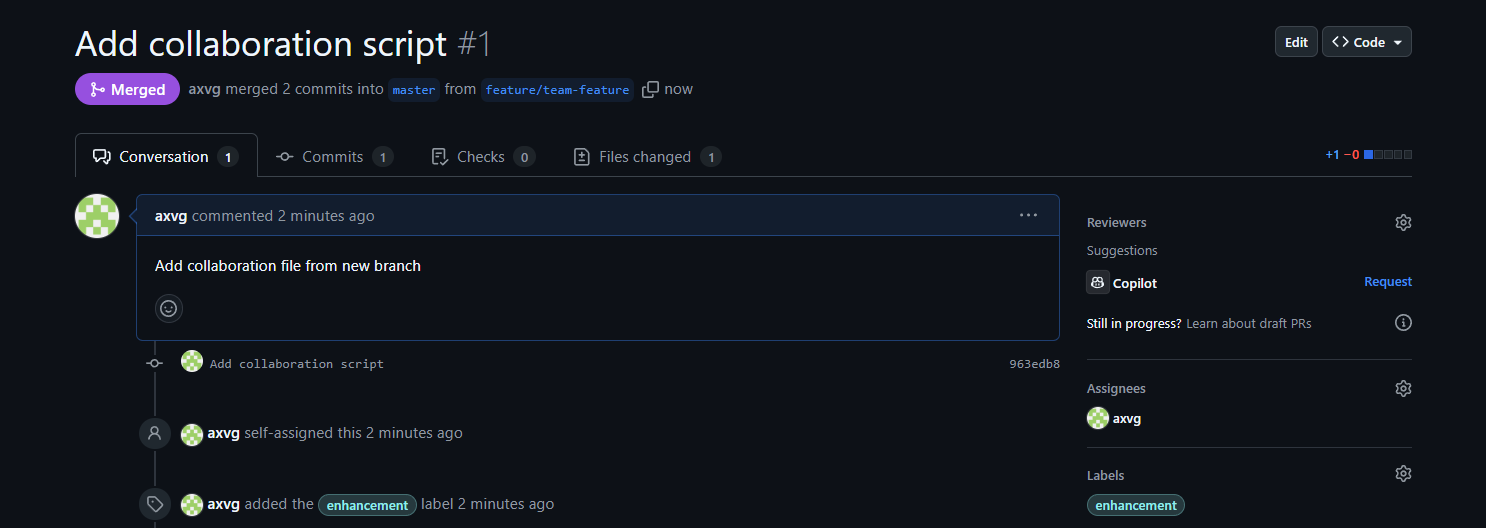 Add collaboration script #1
Edit
<> Code
Merged
axvg merged 2 commits into master from feature/team-feature now
Conversation 1
Commits 1
Checks 0
Files changed 1
+1 −0
axvg commented 2 minutes ago
Add collaboration file from new branch
Add collaboration script 963edb8
axvg self-assigned this 2 minutes ago
axvg added the enhancement label 2 minutes ago
Reviewers
Suggestions
Copilot Request
Still in progress? Learn about draft PRs
Assignees
axvg
Labels
enhancement